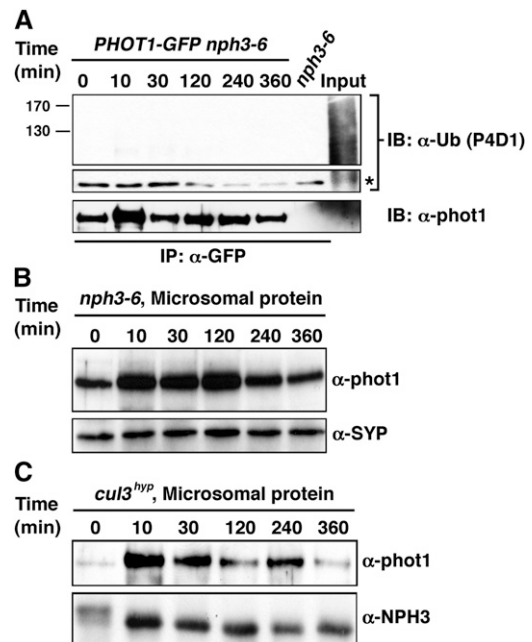 A
Time
(min)
PHOT1-GFP nph3-6
nph3-6
0 10 30 120 240 360 Input
170
130
IB: α-Ub (P4D1)
*
IB: α-phot1
IP: α-GFP
B
Time
(min)
nph3-6, Microsomal protein
0 10 30 120 240 360
α-phot1
α-SYP
C
Time
(min)
cul3hyp, Microsomal protein
0 10 30 120 240 360
α-phot1
α-NPH3